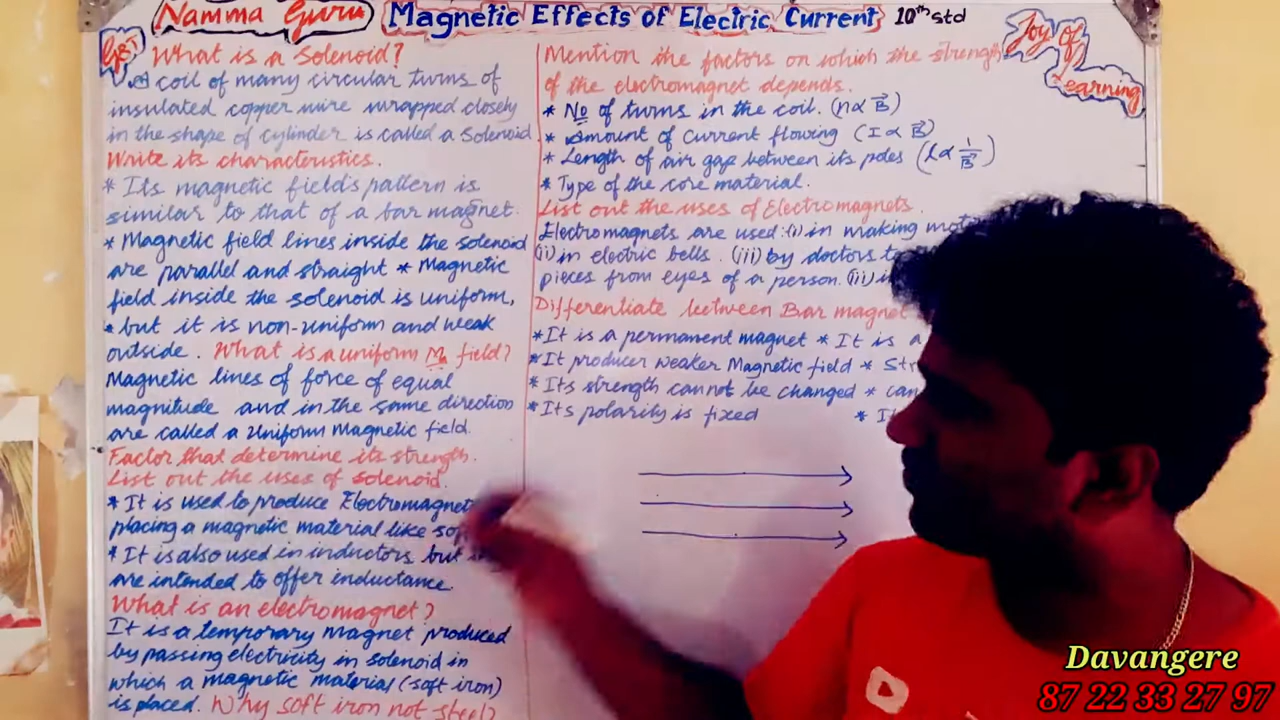 Namma Guru
Magnetic Effects of Electric Current 10th std
Joy of
Learning
What is a Solenoid?
A coil of many circular turns of
insulated copper wire wrapped closely
in the shape of cylinder is called a Solenoid
Write its characteristics.
* Its magnetic field's pattern is
similar to that of a bar magnet.
* Magnetic field lines inside the solenoid
are parallel and straight * Magnetic
field inside the solenoid is uniform,
* but it is non-uniform and weak
outside. What is a uniform Mc field?
Magnetic lines of force of equal
magnitude and in the same direction
are called a Uniform Magnetic field.
Factor that determine its strength.
List out the uses of solenoid.
* It is used to produce Electromagnet
placing a magnetic material like
* It is also used in inductors but
are intended to offer inductance.
What is an electromagnet?
It is a temporary magnet produced
by passing electricity in solenoid in
which a magnetic material (soft iron)
is placed. Why soft iron not steel?
Mention the factors on which the strength
of the electromagnet depends.
* No of turns in the coil. (n∝ B⃗)
* Amount of Current flowing (I ∝ B⃗)
* Length of air gap between its poles (l∝ 1/B⃗)
* Type of the core material.
List out the uses of Electromagnets.
Electromagnets are used: (i) in making
(ii) in electric bells. (iii) by doctors
pieces from eyes of a person.
Differentiate between Bar magnet
* It is a permanent magnet * It is a
* It producer weaker Magnetic field *
* Its strength cannot be changed * can
* Its polarity is fixed *
Davangere
87 22 33 27 97